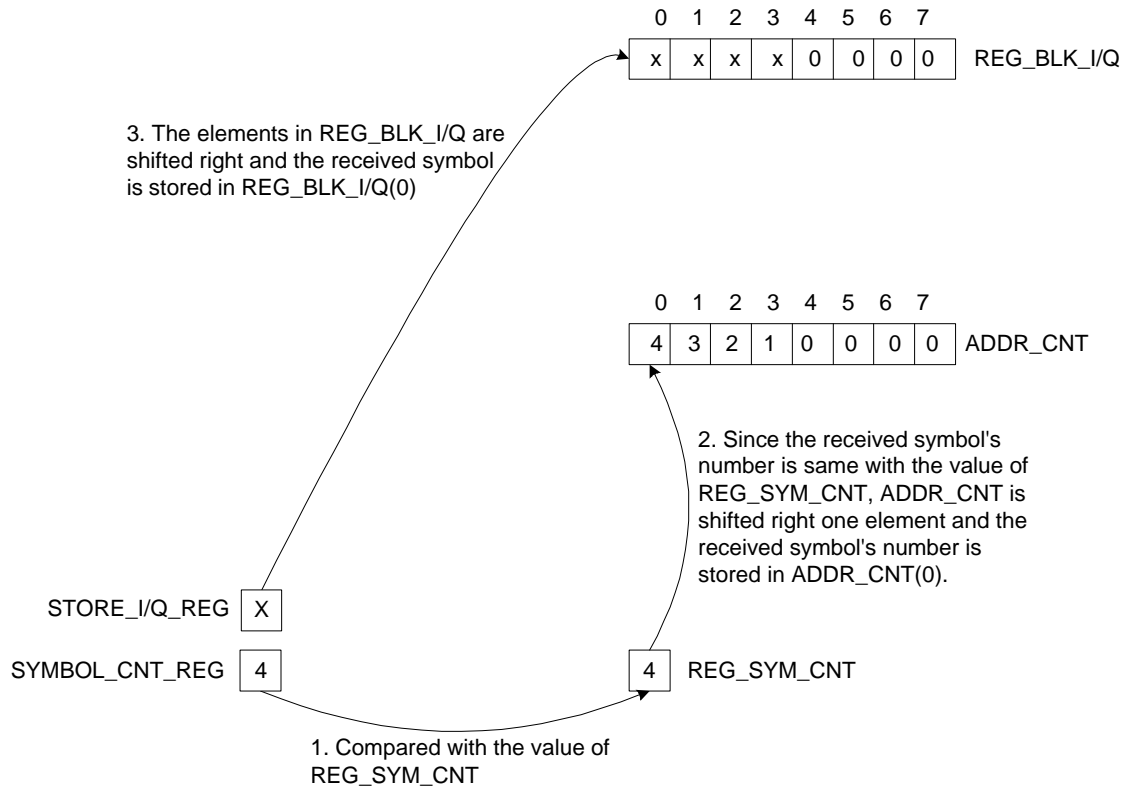 0 1 2 3 4 5 6 7
x x x x 0 0 0 0 REG_BLK_I/Q
3. The elements in REG_BLK_I/Q are
shifted right and the received symbol
is stored in REG_BLK_I/Q(0)
0 1 2 3 4 5 6 7
4 3 2 1 0 0 0 0 ADDR_CNT
2. Since the received symbol's
number is same with the value of
REG_SYM_CNT, ADDR_CNT is
shifted right one element and the
received symbol's number is
stored in ADDR_CNT(0).
STORE_I/Q_REG X
SYMBOL_CNT_REG 4
4 REG_SYM_CNT
1. Compared with the value of
REG_SYM_CNT